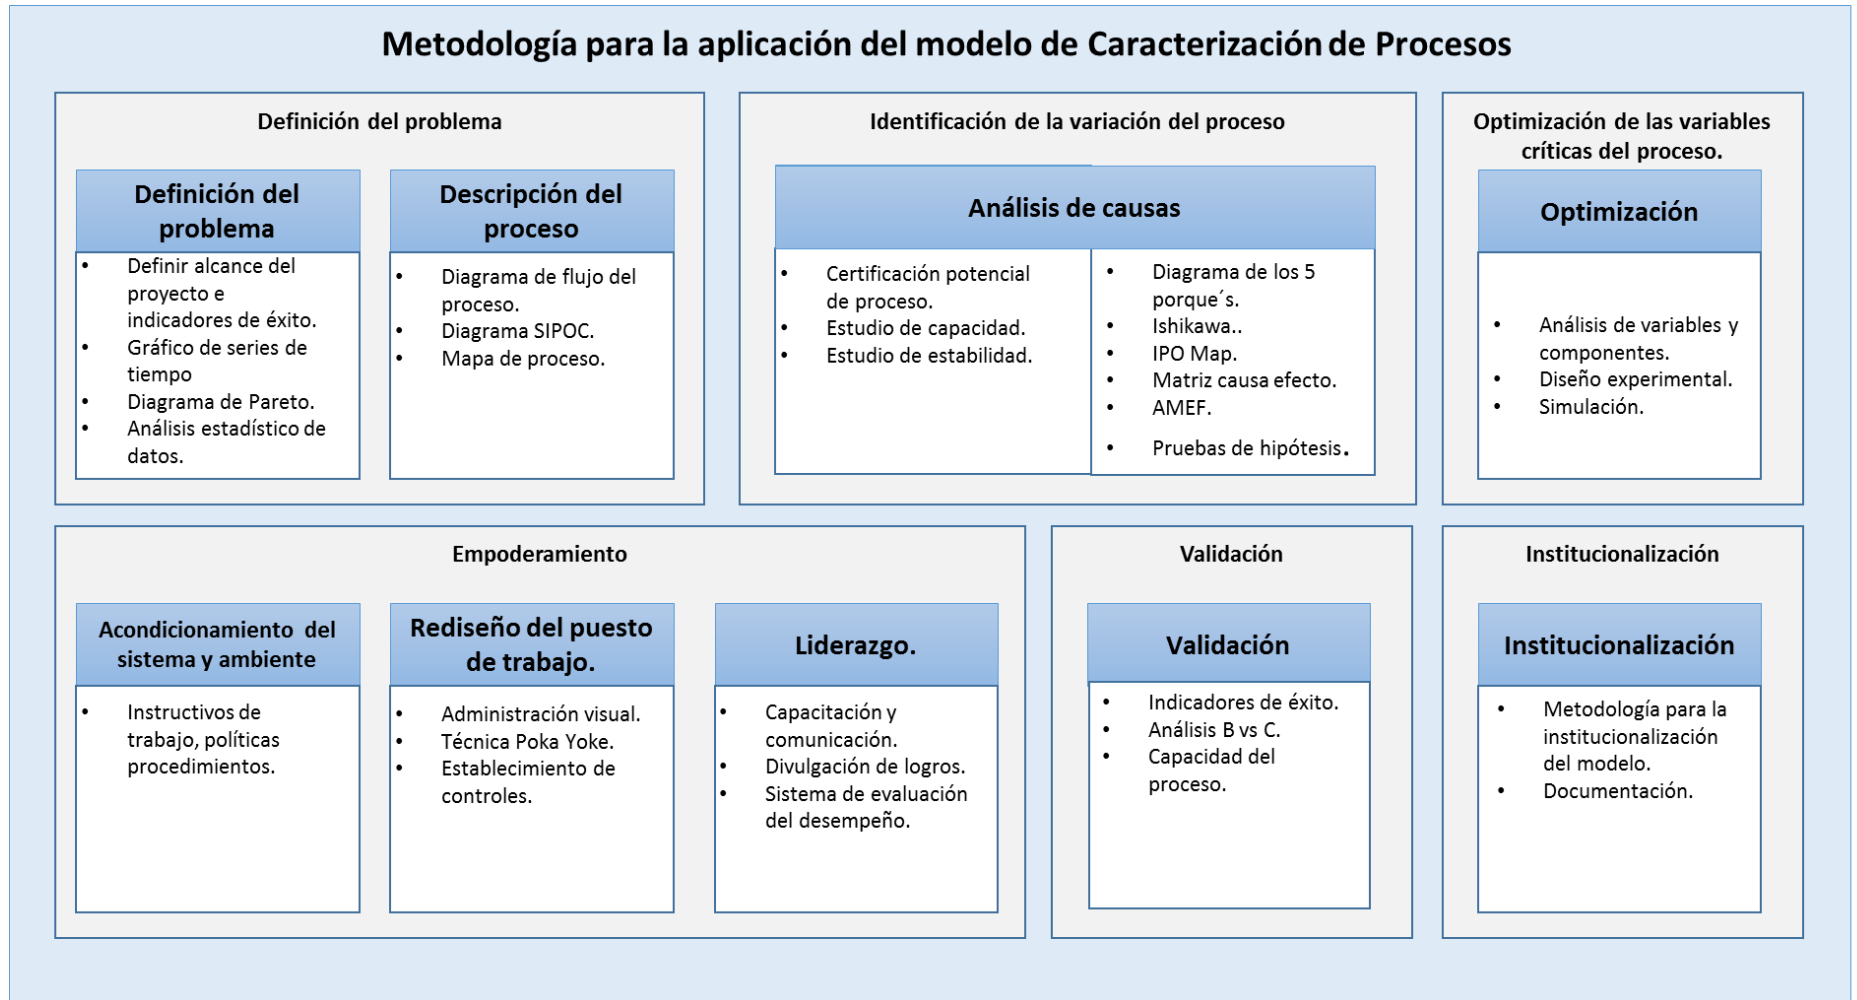 Metodología para la aplicación del modelo de Caracterización de Procesos
Definición del problema
Definición del
problema
• Definir alcance del
proyecto e
indicadores de éxito.
• Gráfico de series de
tiempo
• Diagrama de Pareto.
• Análisis estadístico de
datos.
Descripción del
proceso
• Diagrama de flujo del
proceso.
• Diagrama SIPOC.
• Mapa de proceso.
Identificación de la variación del proceso
Análisis de causas
• Certificación potencial
de proceso.
• Estudio de capacidad.
• Estudio de estabilidad.
• Diagrama de los 5
porque´s.
• Ishikawa..
• IPO Map.
• Matriz causa efecto.
• AMEF.
• Pruebas de hipótesis.
Optimización de las variables
críticas del proceso.
Optimización
• Análisis de variables y
componentes.
• Diseño experimental.
• Simulación.
Empoderamiento
Acondicionamiento del
sistema y ambiente
• Instructivos de
trabajo, políticas
procedimientos.
Rediseño del puesto
de trabajo.
• Administración visual.
• Técnica Poka Yoke.
• Establecimiento de
controles.
Liderazgo.
• Capacitación y
comunicación.
• Divulgación de logros.
• Sistema de evaluación
del desempeño.
Validación
Validación
• Indicadores de éxito.
• Análisis B vs C.
• Capacidad del
proceso.
Institucionalización
Institucionalización
• Metodología para la
institucionalización
del modelo.
• Documentación.